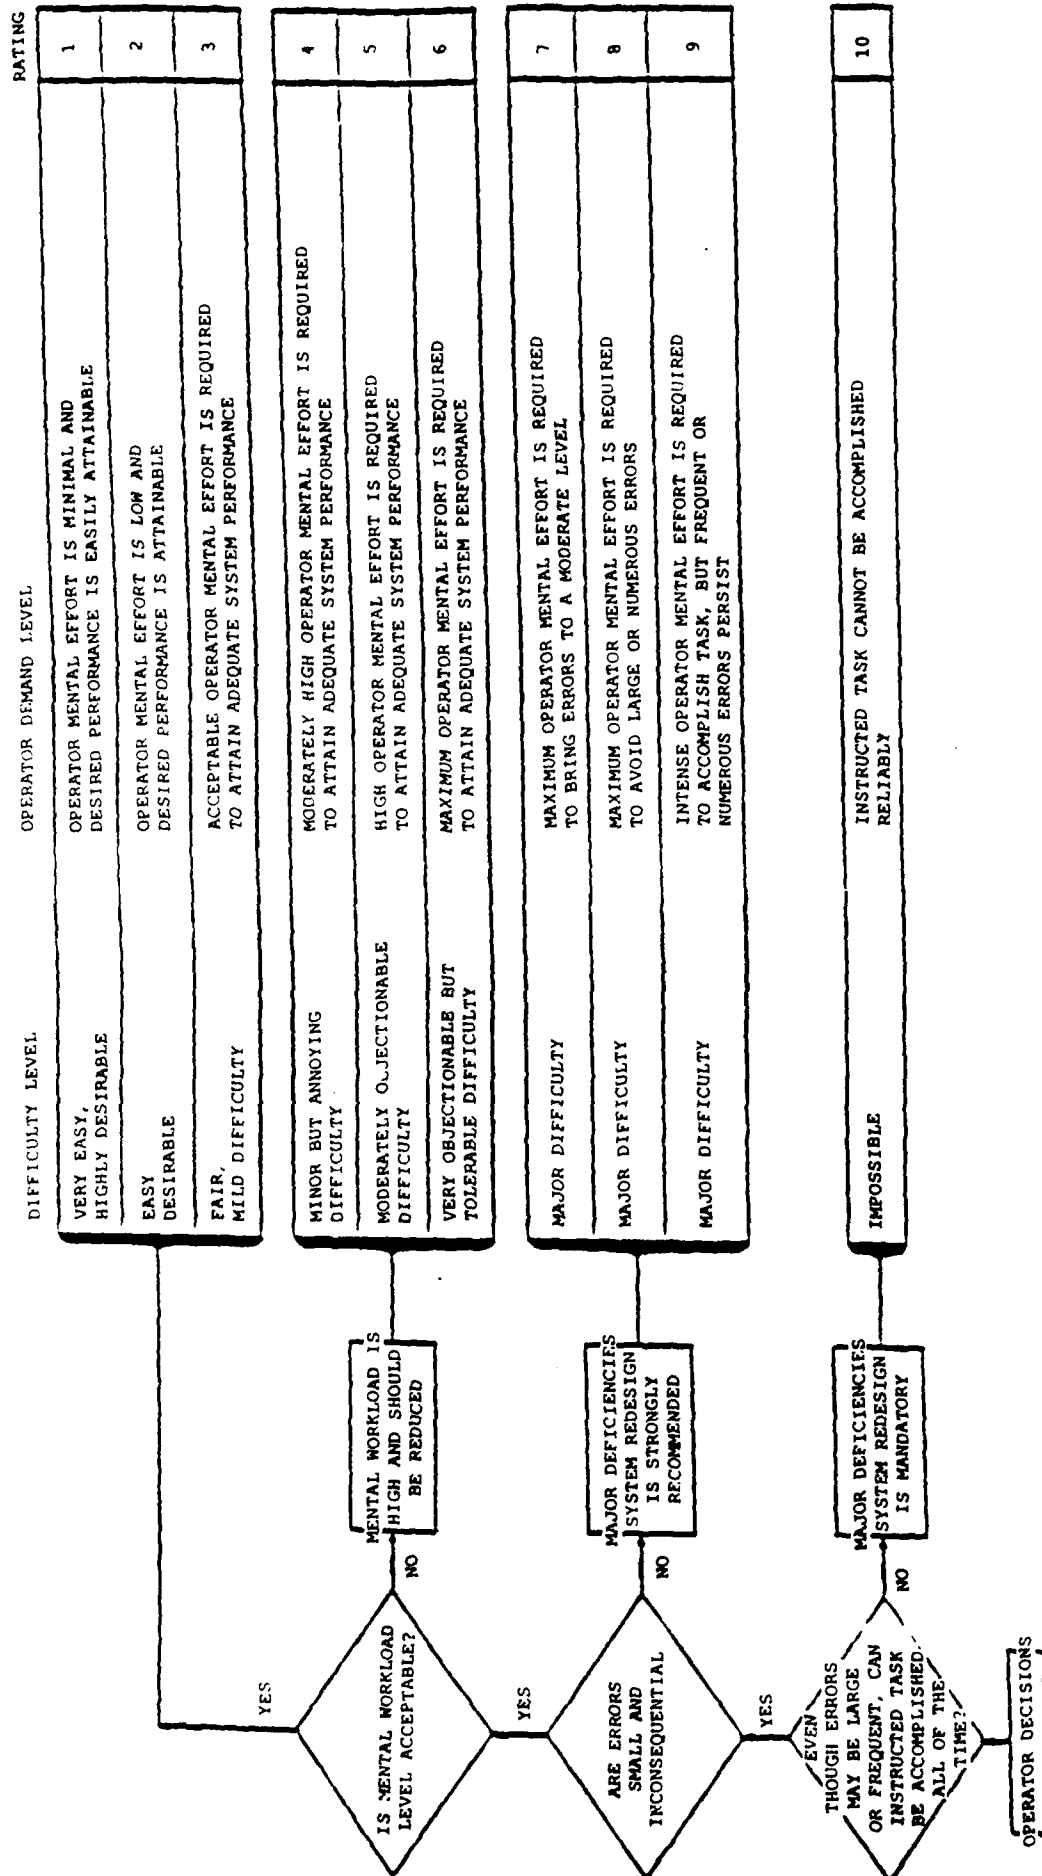 DIFFICULTY LEVEL
OPERATOR DEMAND LEVEL
RATING
VERY EASY,
HIGHLY DESIRABLE
OPERATOR MENTAL EFFORT IS MINIMAL AND
DESIRED PERFORMANCE IS EASILY ATTAINABLE
1
EASY
DESIRABLE
OPERATOR MENTAL EFFORT IS LOW AND
DESIRED PERFORMANCE IS ATTAINABLE
2
FAIR,
MILD DIFFICULTY
ACCEPTABLE OPERATOR MENTAL EFFORT IS REQUIRED
TO ATTAIN ADEQUATE SYSTEM PERFORMANCE
3
YES
IS MENTAL WORKLOAD
LEVEL ACCEPTABLE?
NO
MENTAL WORKLOAD IS
HIGH AND SHOULD
BE REDUCED
MINOR BUT ANNOYING
DIFFICULTY
MODERATELY HIGH OPERATOR MENTAL EFFORT IS REQUIRED
TO ATTAIN ADEQUATE SYSTEM PERFORMANCE
4
MODERATELY OBJECTIONABLE
DIFFICULTY
HIGH OPERATOR MENTAL EFFORT IS REQUIRED
TO ATTAIN ADEQUATE SYSTEM PERFORMANCE
5
VERY OBJECTIONABLE BUT
TOLERABLE DIFFICULTY
MAXIMUM OPERATOR MENTAL EFFORT IS REQUIRED
TO ATTAIN ADEQUATE SYSTEM PERFORMANCE
6
YES
ARE ERRORS
SMALL AND
INCONSEQUENTIAL
NO
MAJOR DEFICIENCIES
SYSTEM REDESIGN
IS STRONGLY
RECOMMENDED
MAJOR DIFFICULTY
MAXIMUM OPERATOR MENTAL EFFORT IS REQUIRED
TO BRING ERRORS TO A MODERATE LEVEL
7
MAJOR DIFFICULTY
MAXIMUM OPERATOR MENTAL EFFORT IS REQUIRED
TO AVOID LARGE OR NUMEROUS ERRORS
8
MAJOR DIFFICULTY
INTENSE OPERATOR MENTAL EFFORT IS REQUIRED
TO ACCOMPLISH TASK, BUT FREQUENT OR
NUMEROUS ERRORS PERSIST
9
YES
EVEN
THOUGH ERRORS
MAY BE LARGE
OR FREQUENT, CAN
INSTRUCTED TASK
BE ACCOMPLISHED
ALL OF THE
TIME?
NO
MAJOR DEFICIENCIES
SYSTEM REDESIGN
IS MANDATORY
IMPOSSIBLE
INSTRUCTED TASK CANNOT BE ACCOMPLISHED
RELIABLY
10
OPERATOR DECISIONS